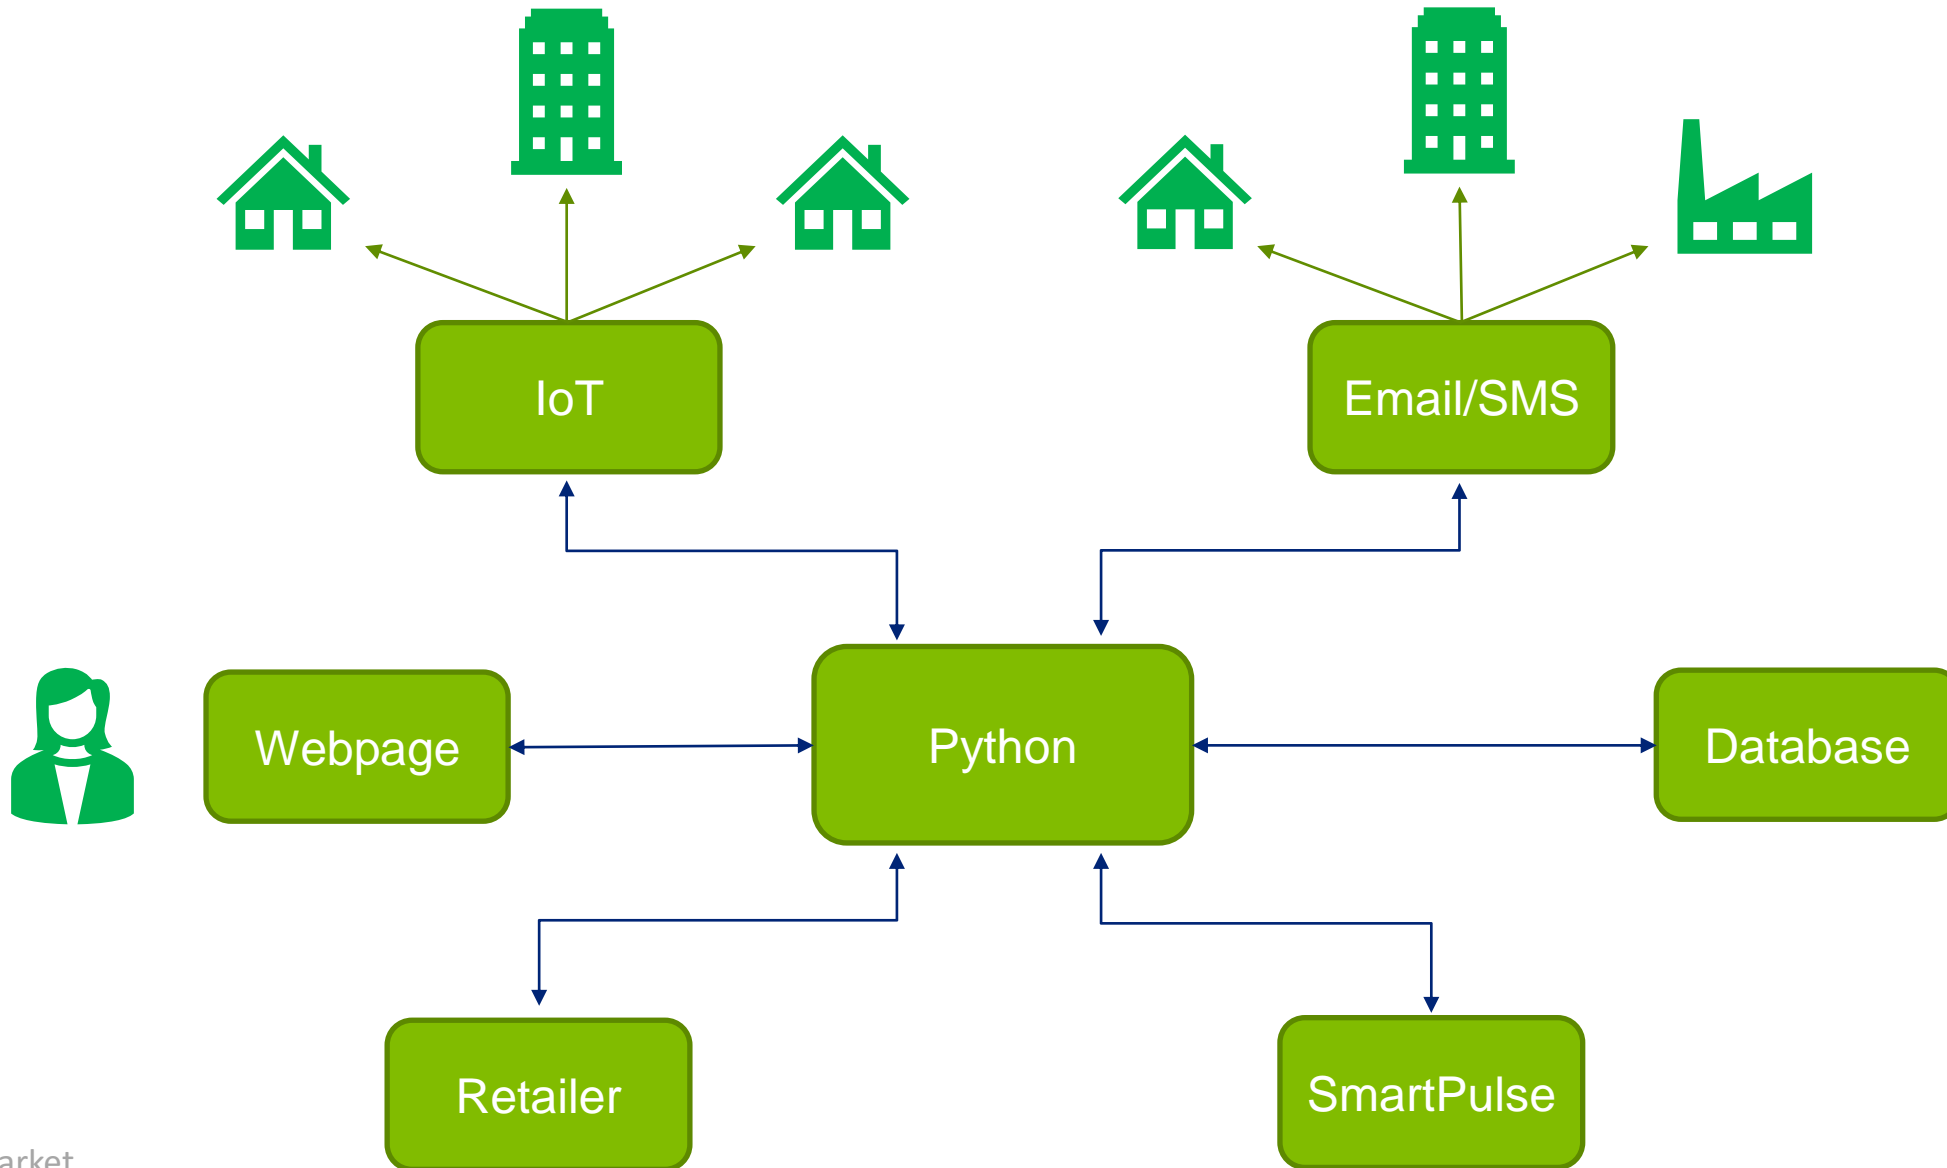 IoT
Email/SMS
Webpage
Python
Database
Retailer
SmartPulse
arket